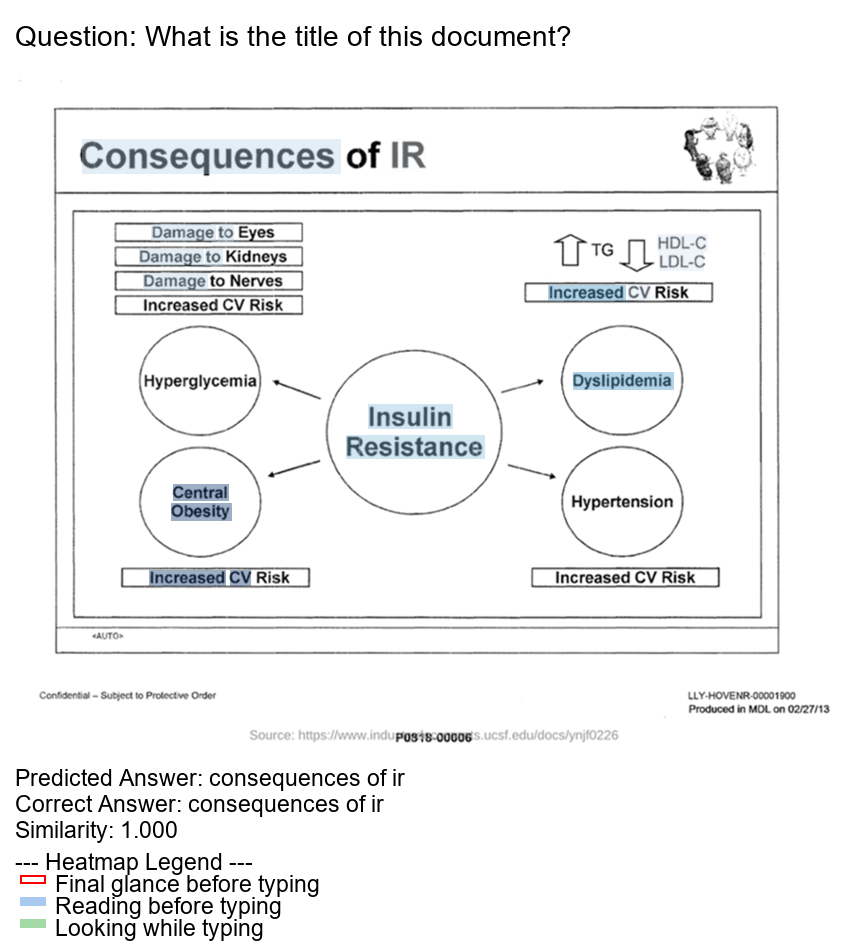 Question: What is the title of this document?
Consequences of IR
Damage to Eyes
Damage to Kidneys
Damage to Nerves
Increased CV Risk
TG
HDL-C
LDL-C
Increased CV Risk
Hyperglycemia
Insulin
Resistance
Dyslipidemia
Central
Obesity
Hypertension
Increased CV Risk
Increased CV Risk
<AUTO>
Confidential – Subject to Protective Order
LLY-HOVENR-00001900
Produced in MDL on 02/27/13
Source: https://www.indus
P0318-00006
s.ucsf.edu/docs/ynjf0226
Predicted Answer: consequences of ir
Correct Answer: consequences of ir
Similarity: 1.000
--- Heatmap Legend ---
Final glance before typing
Reading before typing
Looking while typing